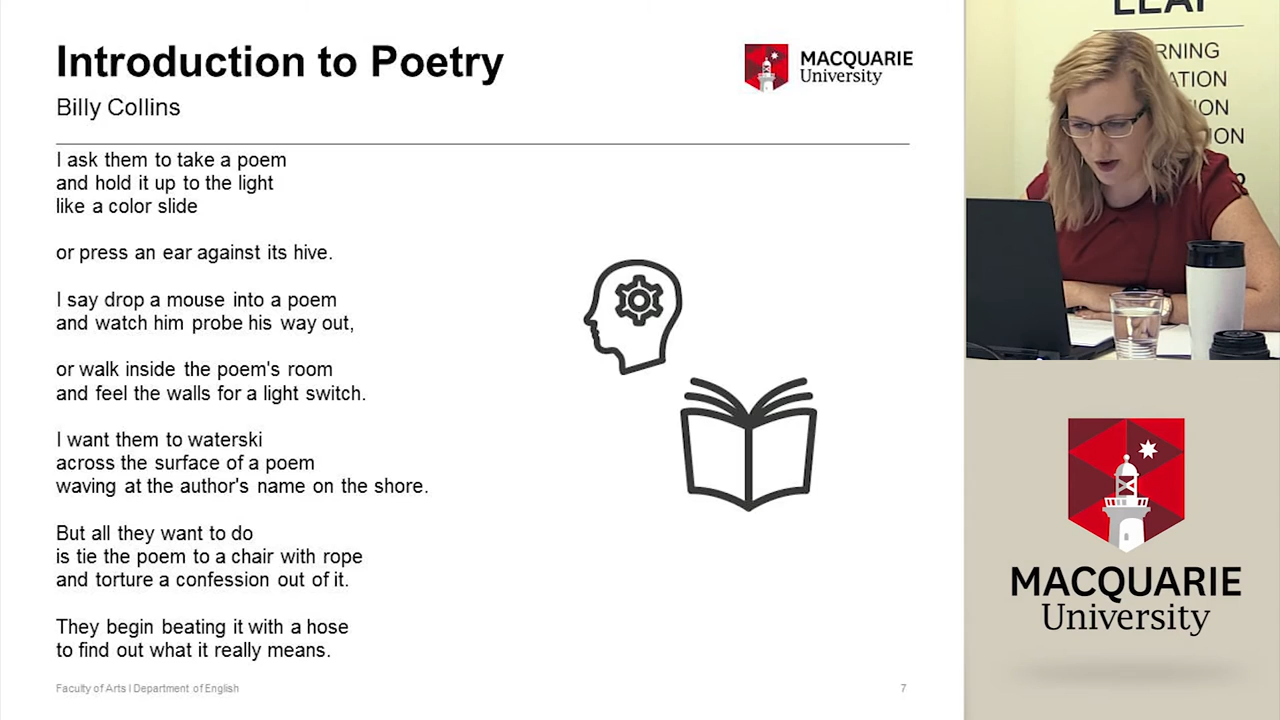 Introduction to Poetry
Billy Collins
MACQUARIE
University
I ask them to take a poem
and hold it up to the light
like a color slide
or press an ear against its hive.
I say drop a mouse into a poem
and watch him probe his way out,
or walk inside the poem's room
and feel the walls for a light switch.
I want them to waterski
across the surface of a poem
waving at the author's name on the shore.
But all they want to do
is tie the poem to a chair with rope
and torture a confession out of it.
They begin beating it with a hose
to find out what it really means.
Faculty of Arts I Department of English
7
MACQUARIE
University